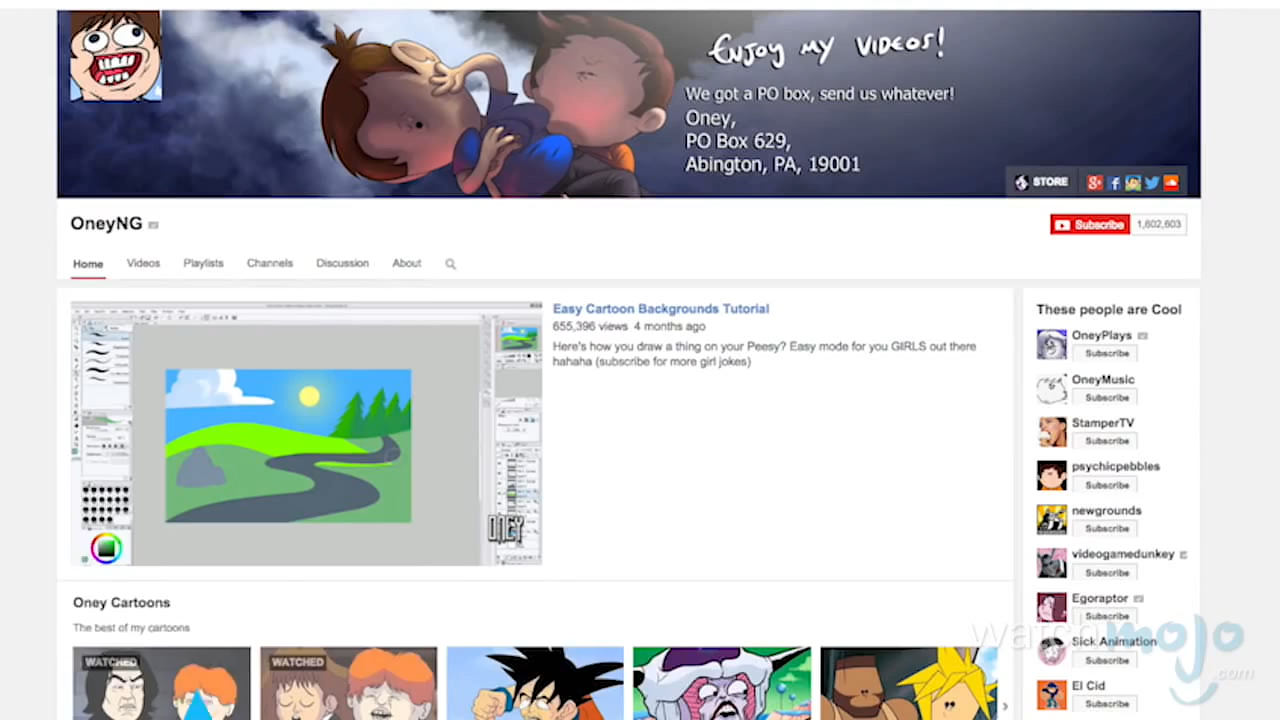 Enjoy my videos!
We got a PO box, send us whatever!
Oney,
PO Box 629,
Abington, PA, 19001
STORE
OneyNG
Subscribe 1,602,603
Home Videos Playlists Channels Discussion About
Easy Cartoon Backgrounds Tutorial
655,396 views 4 months ago
Here's how you draw a thing on your Peesy? Easy mode for you GIRLS out there
hahaha (subscribe for more girl jokes)
ONEY
These people are Cool
OneyPlays
Subscribe
OneyMusic
Subscribe
StamperTV
Subscribe
psychicpebbles
Subscribe
newgrounds
Subscribe
videogamedunkey
Subscribe
Egoraptor
Subscribe
Sick Animation
Subscribe
El Cid
Subscribe
Oney Cartoons
The best of my cartoons
WATCHED
WATCHED
watchmojo
.com